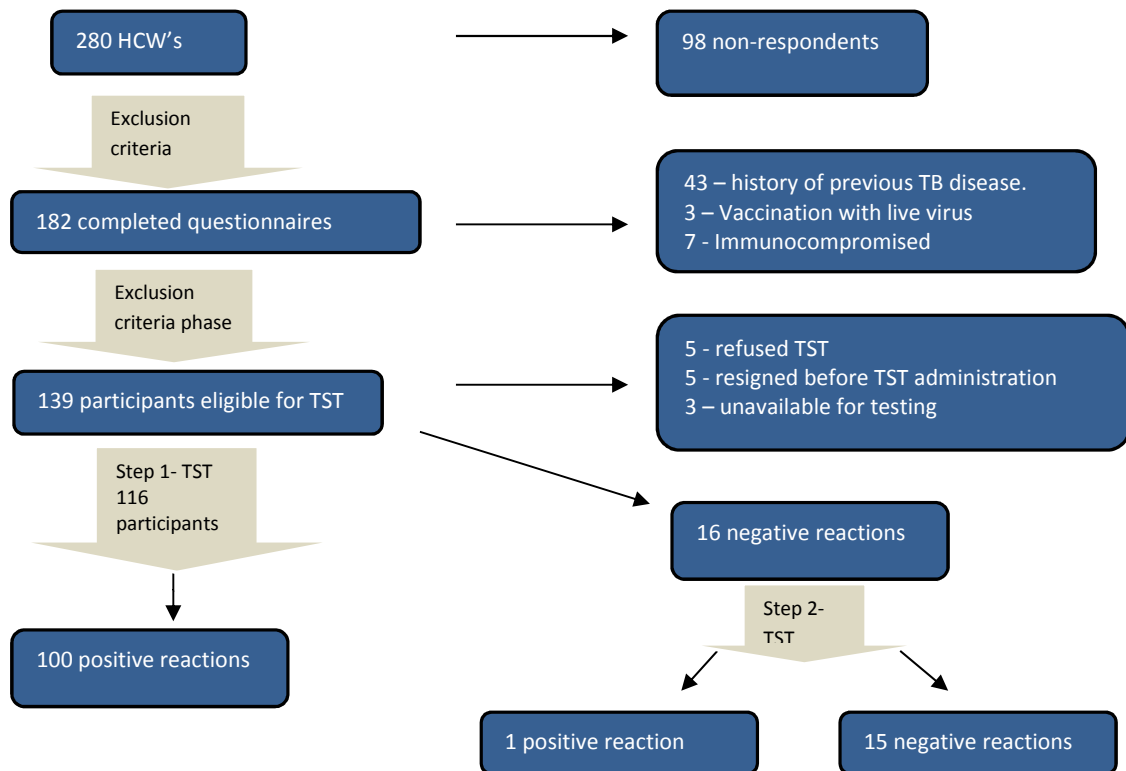 280 HCW's
98 non-respondents
Exclusion
criteria
182 completed questionnaires
43 – history of previous TB disease.
3 – Vaccination with live virus
7 - Immunocompromised
Exclusion
criteria phase
139 participants eligible for TST
5 - refused TST
5 - resigned before TST administration
3 – unavailable for testing
Step 1- TST
116
participants
16 negative reactions
Step 2-
TST
100 positive reactions
1 positive reaction
15 negative reactions